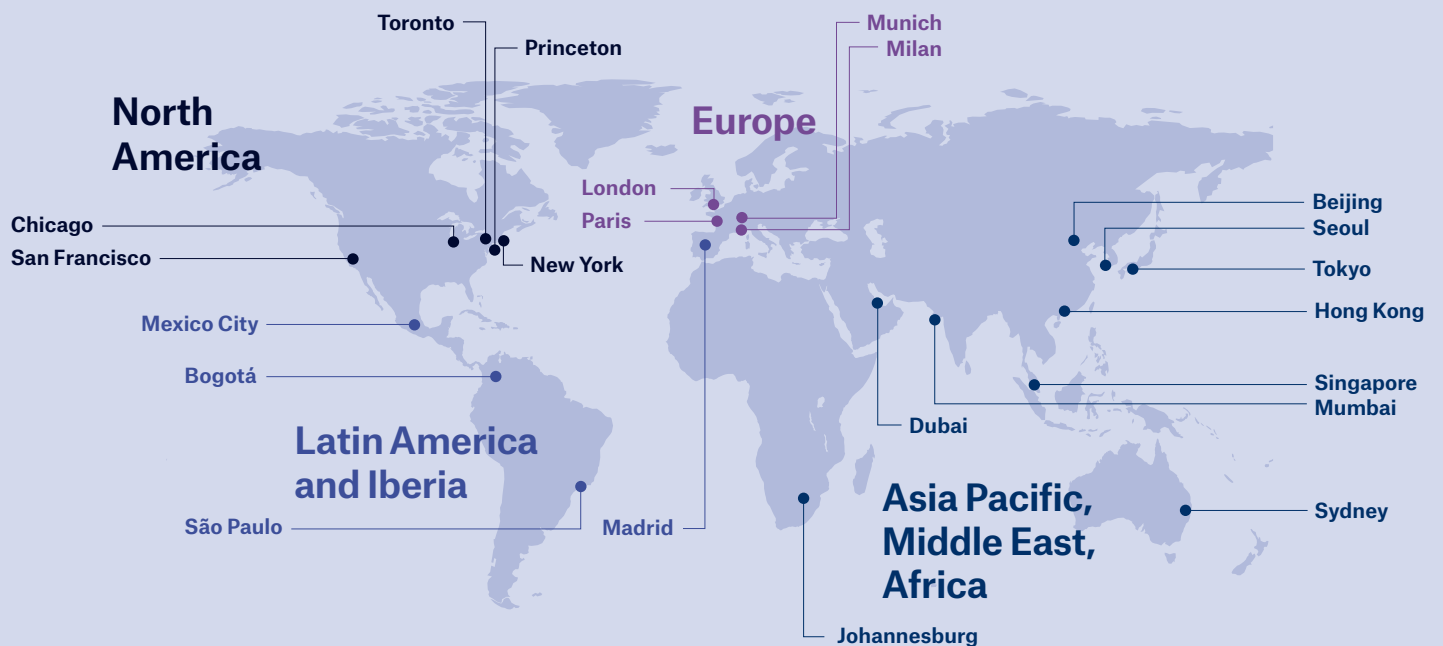 Toronto
Princeton
North
America
Chicago
San Francisco
New York
Munich
Milan
Europe
London
Paris
Mexico City
Bogotá
Latin America
and Iberia
São Paulo
Madrid
Beijing
Seoul
Tokyo
Hong Kong
Singapore
Mumbai
Dubai
Asia Pacific,
Middle East,
Africa
Sydney
Johannesburg